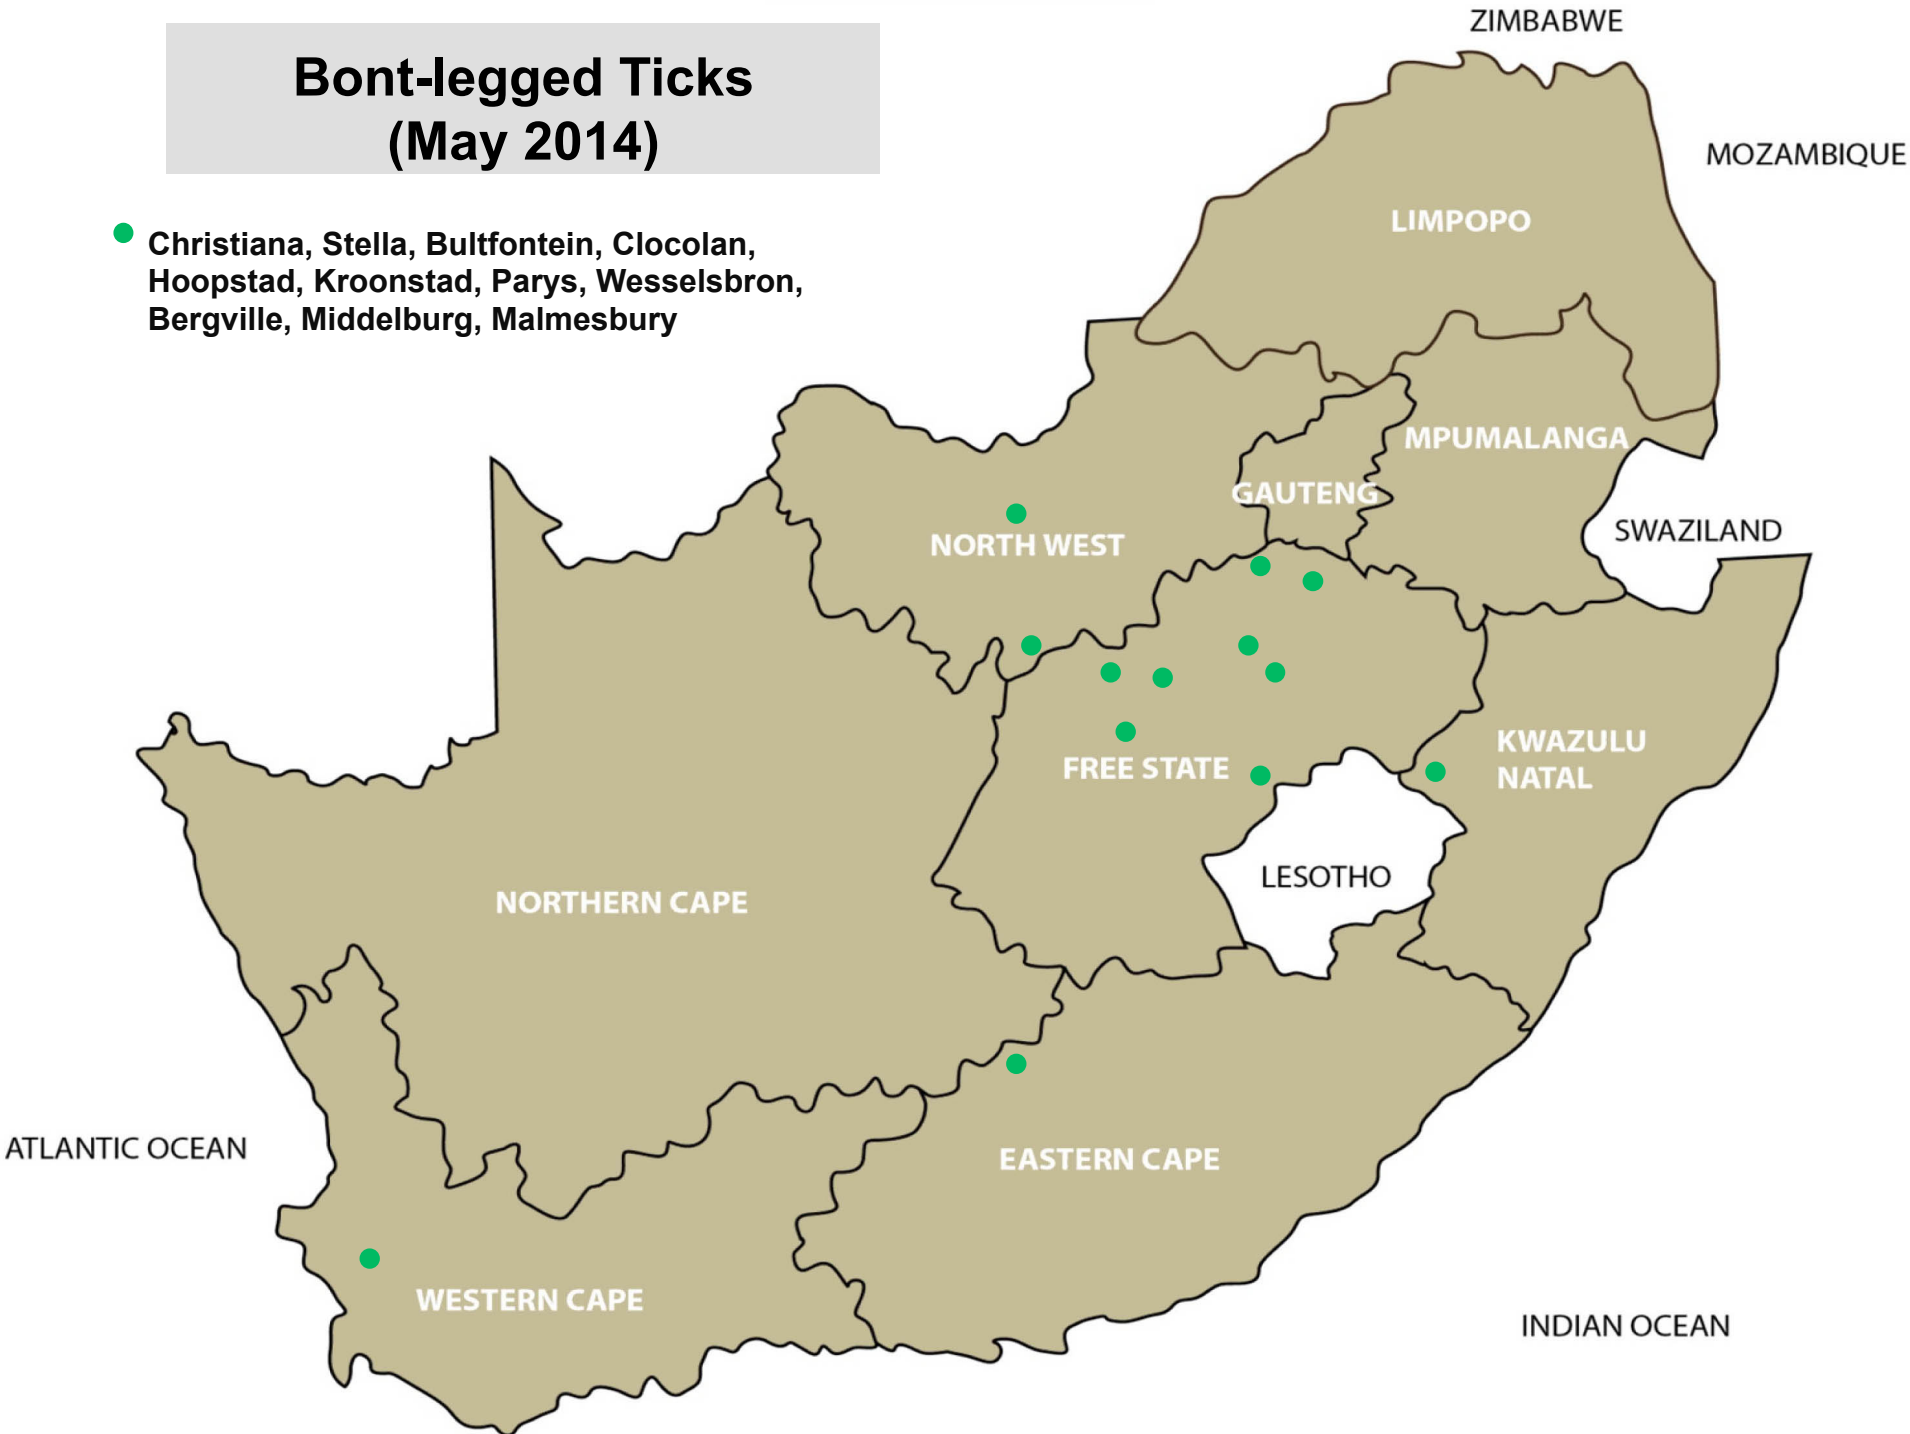 Bont-legged Ticks
(May 2014)
Christiana, Stella, Bultfontein, Clocolan,
Hoopstad, Kroonstad, Parys, Wesselsbron,
Bergville, Middelburg, Malmesbury
ZIMBABWE
MOZAMBIQUE
LIMPOPO
MPUMALANGA
GAUTENG
SWAZILAND
NORTH WEST
KWAZULU
NATAL
FREE STATE
LESOTHO
NORTHERN CAPE
ATLANTIC OCEAN
EASTERN CAPE
WESTERN CAPE
INDIAN OCEAN